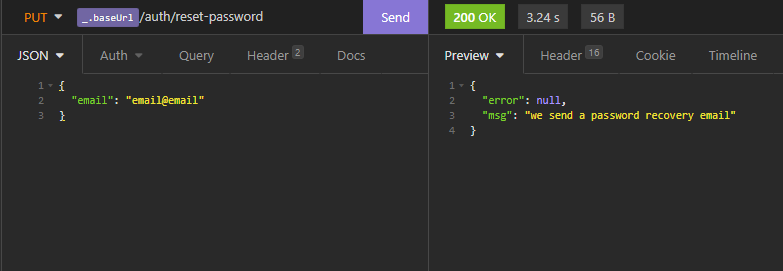 PUT _.baseUrl/auth/reset-password Send 200 OK 3.24 s 56 B
JSON Auth Query Header 2 Docs Preview Header 16 Cookie Timeline
1 {
2 "email": "email@email"
3 }
1 {
2 "error": null,
3 "msg": "we send a password recovery email"
4 }